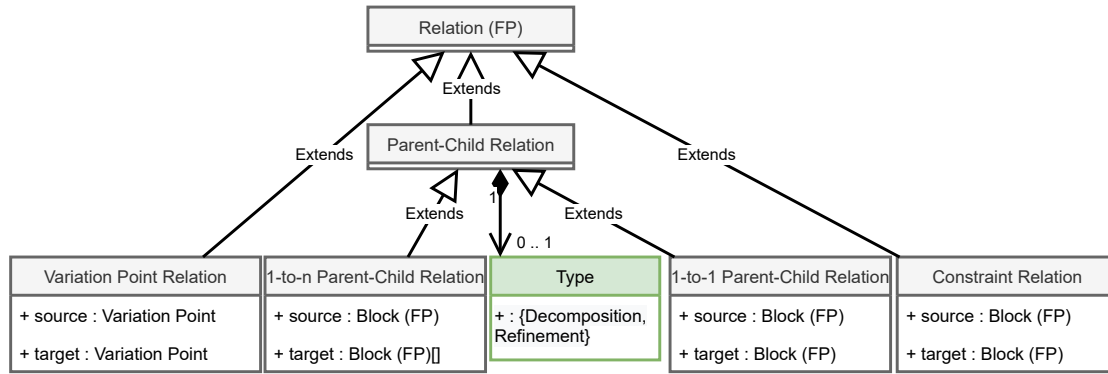 Relation (FP)
Extends
Parent-Child Relation
Extends
Extends
Extends
1
Extends
0 .. 1
Variation Point Relation
+ source : Variation Point
+ target : Variation Point
1-to-n Parent-Child Relation
+ source : Block (FP)
+ target : Block (FP)[]
Type
+ : {Decomposition,
Refinement}
1-to-1 Parent-Child Relation
+ source : Block (FP)
+ target : Block (FP)
Constraint Relation
+ source : Block (FP)
+ target : Block (FP)